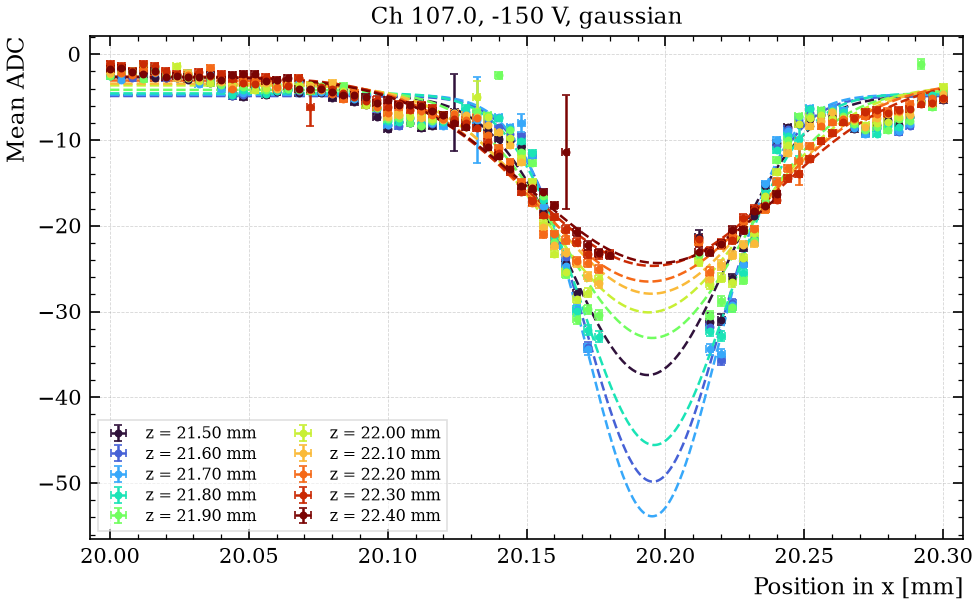 Ch 107.0, -150 V, gaussian
Mean ADC
0
−10
−20
−30
−40
−50
z = 21.50 mm
z = 21.60 mm
z = 21.70 mm
z = 21.80 mm
z = 21.90 mm
z = 22.00 mm
z = 22.10 mm
z = 22.20 mm
z = 22.30 mm
z = 22.40 mm
20.00 20.05 20.10 20.15 20.20 20.25 20.30
Position in x [mm]